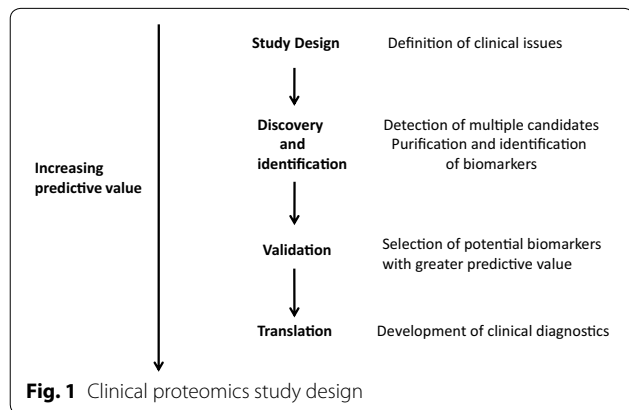 Study Design Definition of clinical issues
Discovery and identification
Detection of multiple candidates
Purification and identification
of biomarkers
Increasing
predictive value
Validation
Selection of potential biomarkers
with greater predictive value
Translation Development of clinical diagnostics
Fig. 1 Clinical proteomics study design